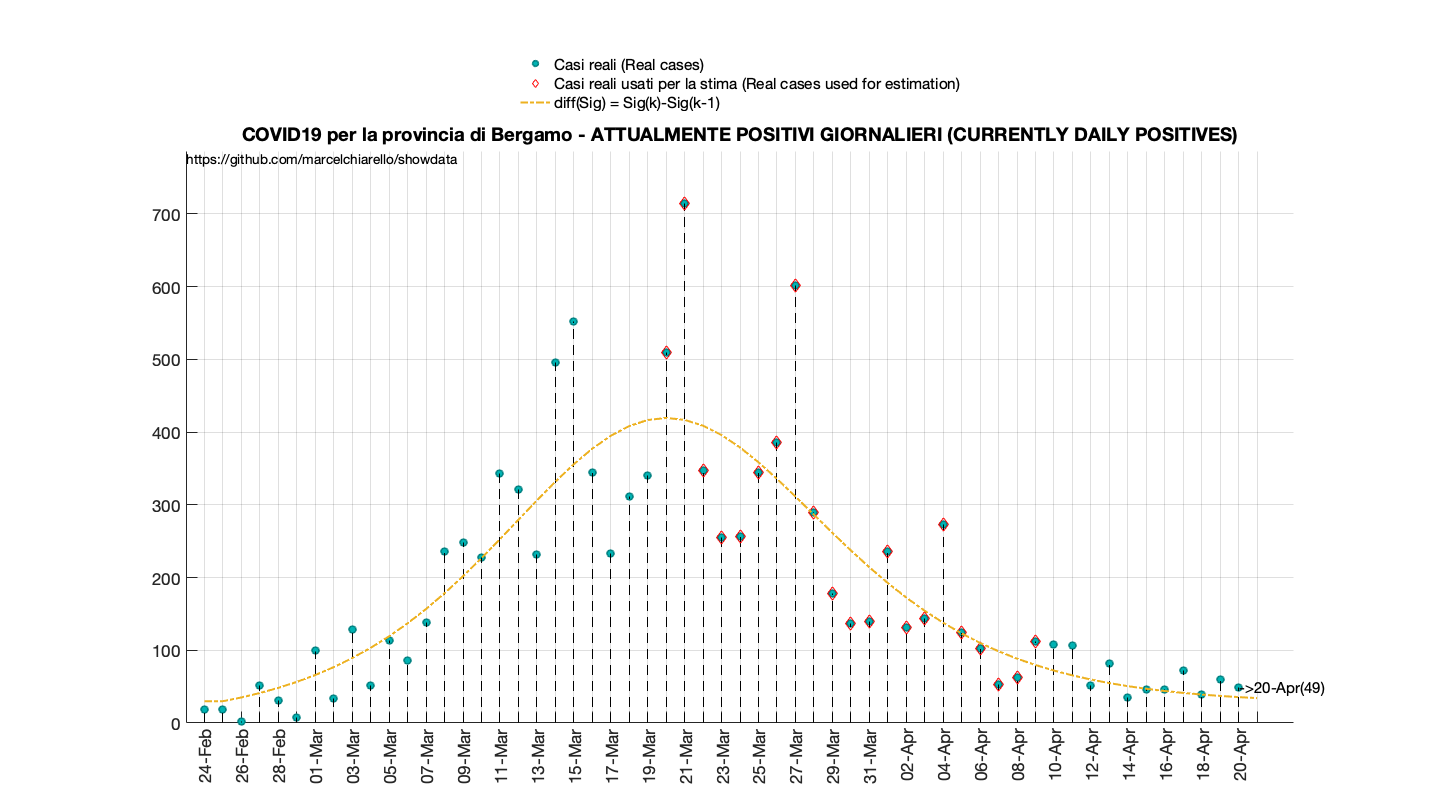 Casi reali (Real cases)
Casi reali usati per la stima (Real cases used for estimation)
diff(Sig) = Sig(k)-Sig(k-1)
COVID19 per la provincia di Bergamo - ATTUALMENTE POSITIVI GIORNALIERI (CURRENTLY DAILY POSITIVES)
https://github.com/marcelchiarello/showdata
700
600
500
400
300
200
100
0
->20-Apr(49)
24-Feb
26-Feb
28-Feb
01-Mar
03-Mar
05-Mar
07-Mar
09-Mar
11-Mar
13-Mar
15-Mar
17-Mar
19-Mar
21-Mar
23-Mar
25-Mar
27-Mar
29-Mar
31-Mar
02-Apr
04-Apr
06-Apr
08-Apr
10-Apr
12-Apr
14-Apr
16-Apr
18-Apr
20-Apr